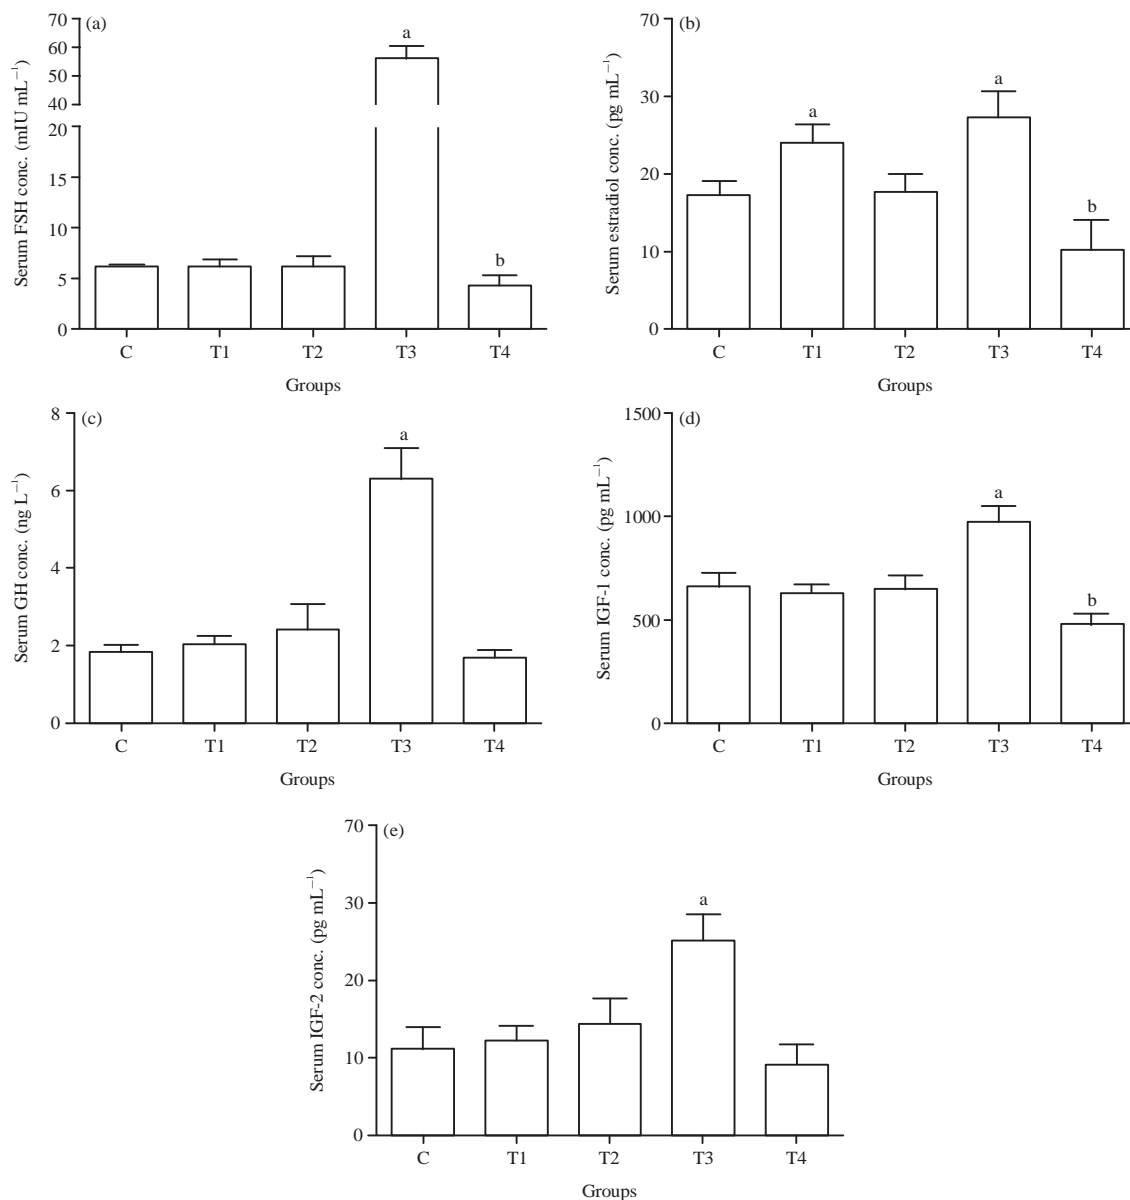 (a)
Serum FSH conc. (mIU mL−1)
70
60
50
40
20
15
10
5
0
a
b
C T1 T2 T3 T4
Groups
(b)
Serum estradiol conc. (pg mL−1)
70
30
20
10
0
a
a
b
C T1 T2 T3 T4
Groups
(c)
Serum GH conc. (ng L−1)
8
6
4
2
0
a
C T1 T2 T3 T4
Groups
(d)
Serum IGF-1 conc. (pg mL−1)
1500
1000
500
0
a
b
C T1 T2 T3 T4
Groups
(e)
Serum IGF-2 conc. (pg mL−1)
70
30
20
10
0
a
C T1 T2 T3 T4
Groups